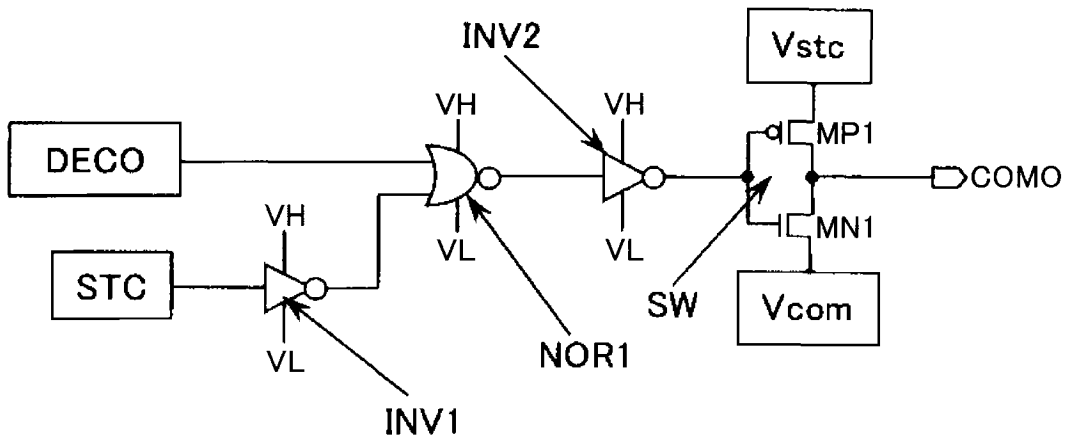 INV2
Vstc
VH
VH
MP1
DECO
COMO
VH
VL
VL
MN1
STC
SW
Vcom
VL
NOR1
INV1